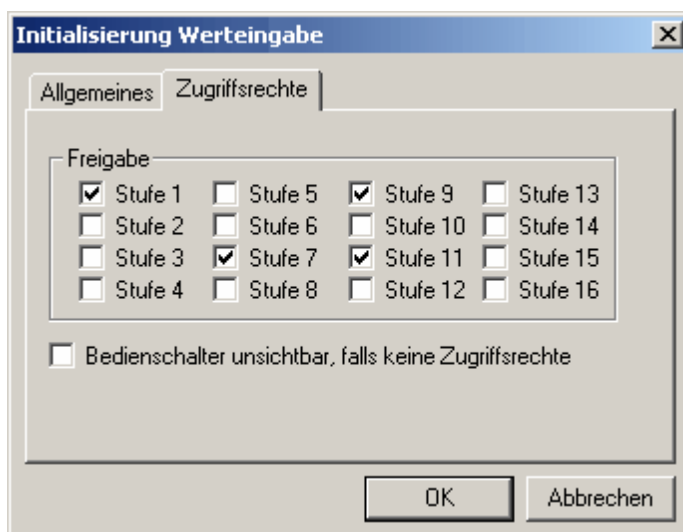 Initialisierung Werteingabe
Allgemeines Zugriffsrechte
Freigabe
Stufe 1 Stufe 5 Stufe 9 Stufe 13
Stufe 2 Stufe 6 Stufe 10 Stufe 14
Stufe 3 Stufe 7 Stufe 11 Stufe 15
Stufe 4 Stufe 8 Stufe 12 Stufe 16
Bedienschalter unsichtbar, falls keine Zugriffsrechte
OK Abbrechen